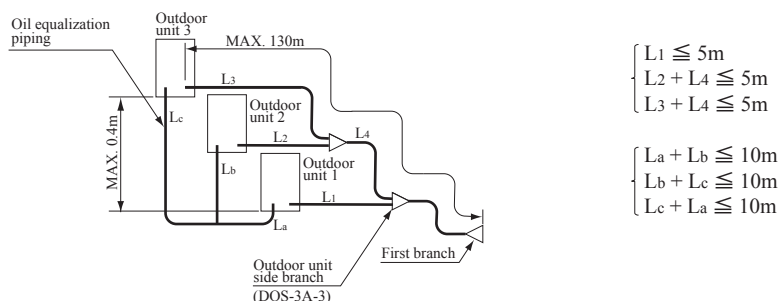 Oil equalization
piping
Outdoor
unit 3
MAX. 130m
L3
Lc
Outdoor
unit 2
L2
L4
MAX. 0.4m
Lb
Outdoor
unit 1
L1
La
First branch
Outdoor unit
side branch
(DOS-3A-3)
L1 ≦ 5m
L2 + L4 ≦ 5m
L3 + L4 ≦ 5m
La + Lb ≦ 10m
Lb + Lc ≦ 10m
Lc + La ≦ 10m